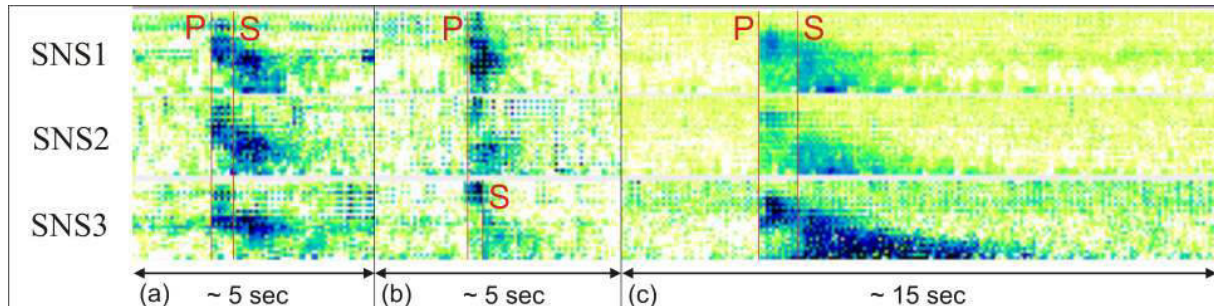 SNS1 P S P P S
SNS2
SNS3 S
(a) ~ 5 sec (b) ~ 5 sec (c) ~ 15 sec